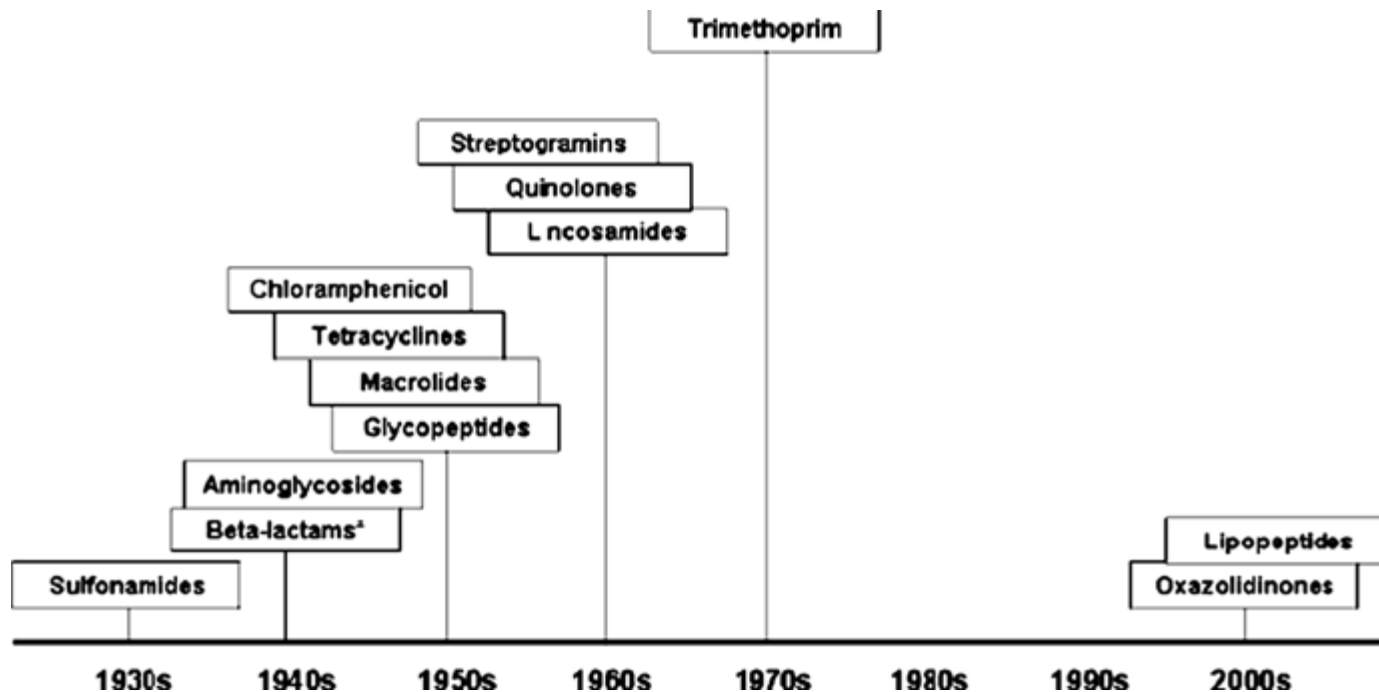 Trimethoprim
Streptogramins
Quinolones
L ncosamides
Chloramphenicol
Tetracyclines
Macrolides
Glycopeptides
Aminoglycosides
Beta-lactamsª
Lipopeptides
Sulfonamides
Oxazolidinones
1930s 1940s 1950s 1960s 1970s 1980s 1990s 2000s